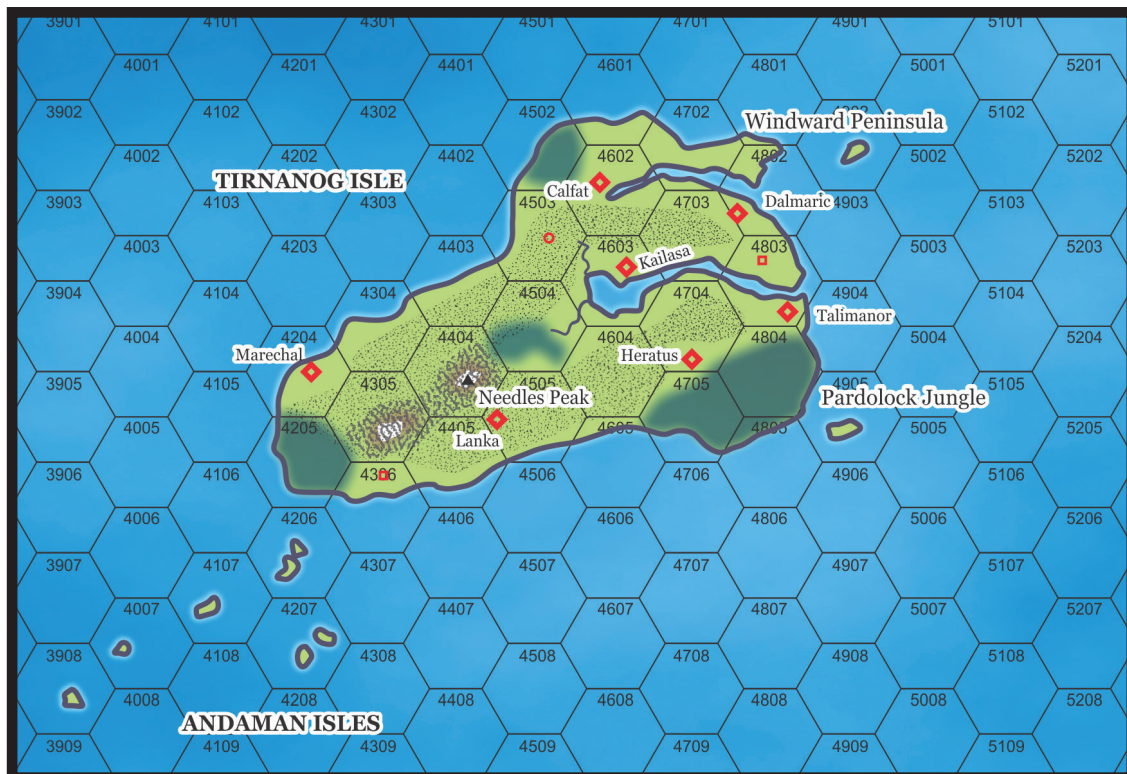 3901 4101 4301 4501 4701 4901 5101
4001 4201 4401 4601 4801 5001 5201
3902 4102 4302 4502 4702 4902 5102
Windward Peninsula
4002 4202 4402 4602 4802 5002 5202
TIRNANOG ISLE
Calfat
3903 4103 4303 4503 4703 4903 5103
Dalmaric
4003 4203 4403 4603 4803 5003 5203
Kailasa
3904 4104 4304 4504 4704 4904 5104
Talimanor
4004 4204 4404 4604 4804 5004 5204
Marechal
Heratus
3905 4105 4305 4505 4705 4905 5105
Needles Peak
Pardolock Jungle
4005 4205 4405 4605 4805 5005 5205
Lanka
3906 4106 4306 4506 4706 4906 5106
4006 4206 4406 4606 4806 5006 5206
3907 4107 4307 4507 4707 4907 5107
4007 4207 4407 4607 4807 5007 5207
3908 4108 4308 4508 4708 4908 5108
4008 4208 4408 4608 4808 5008 5208
ANDAMAN ISLES
3909 4109 4309 4509 4709 4909 5109